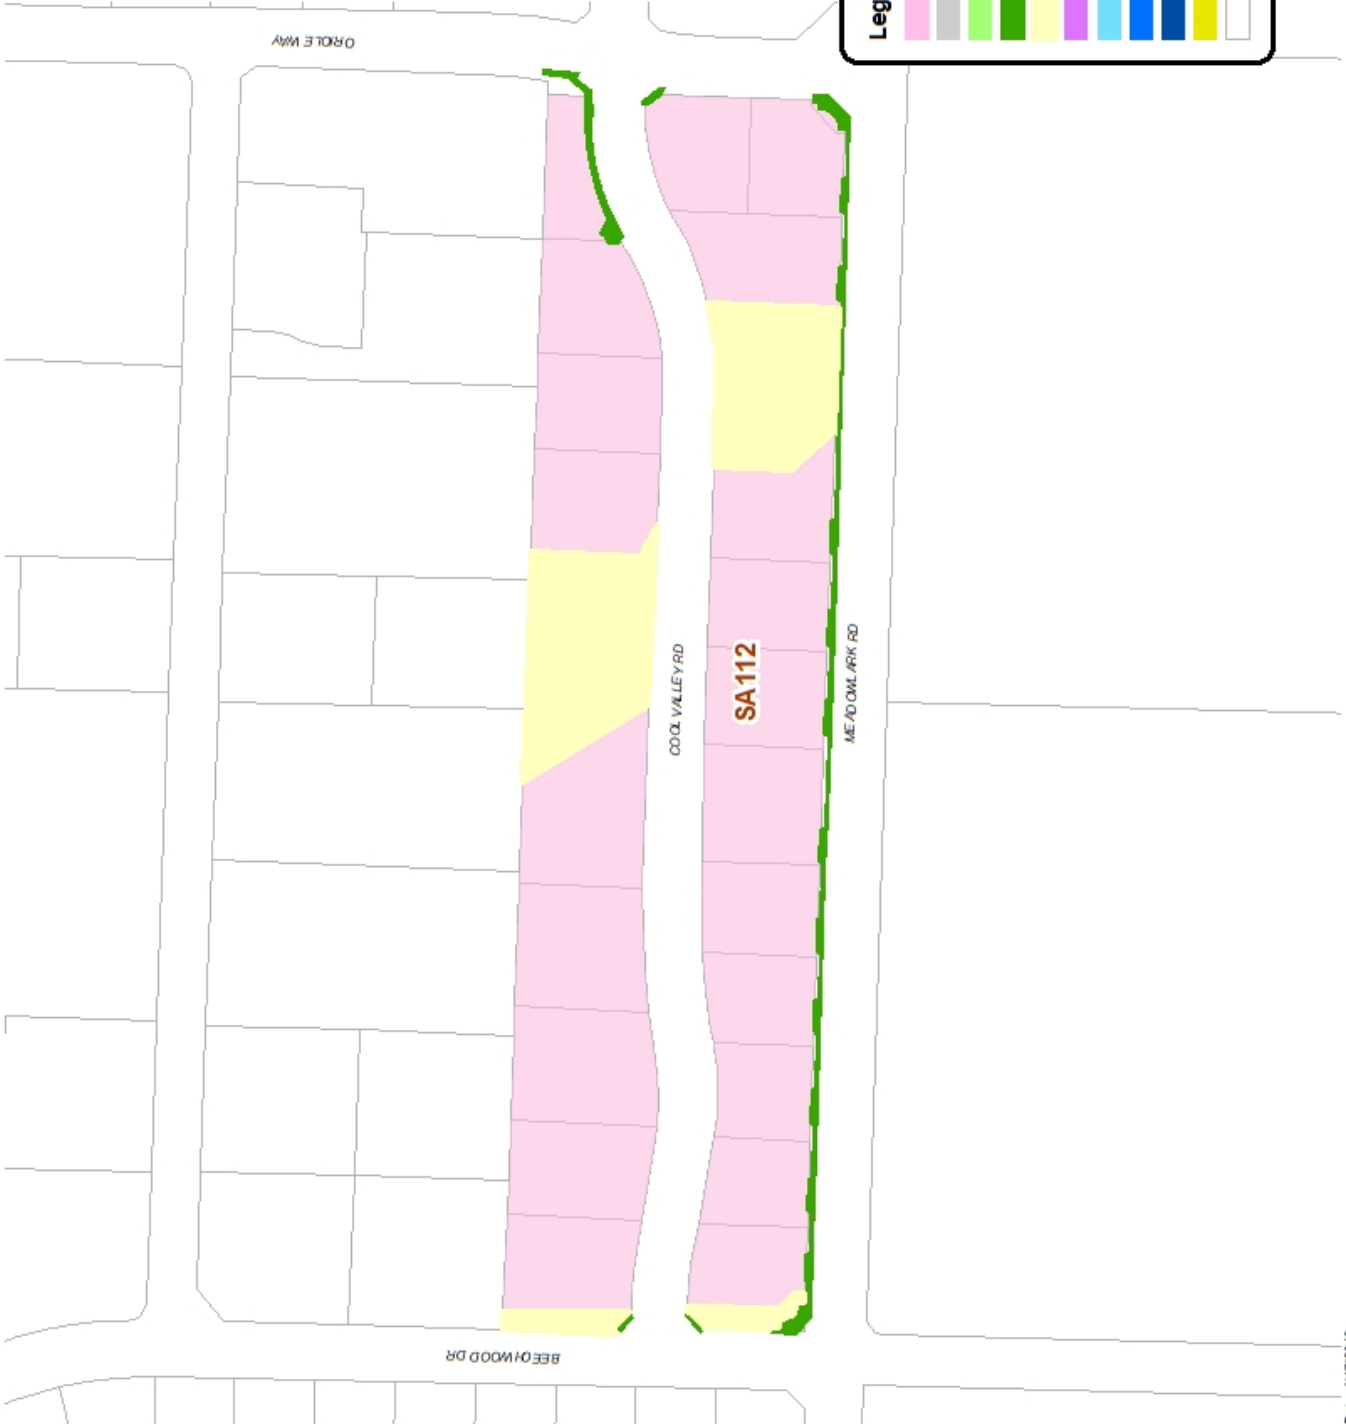 ORIOLE WAY
Leg
COOL VALLEY RD
SA112
MEADOWLARK RD
BEECHWOOD DR